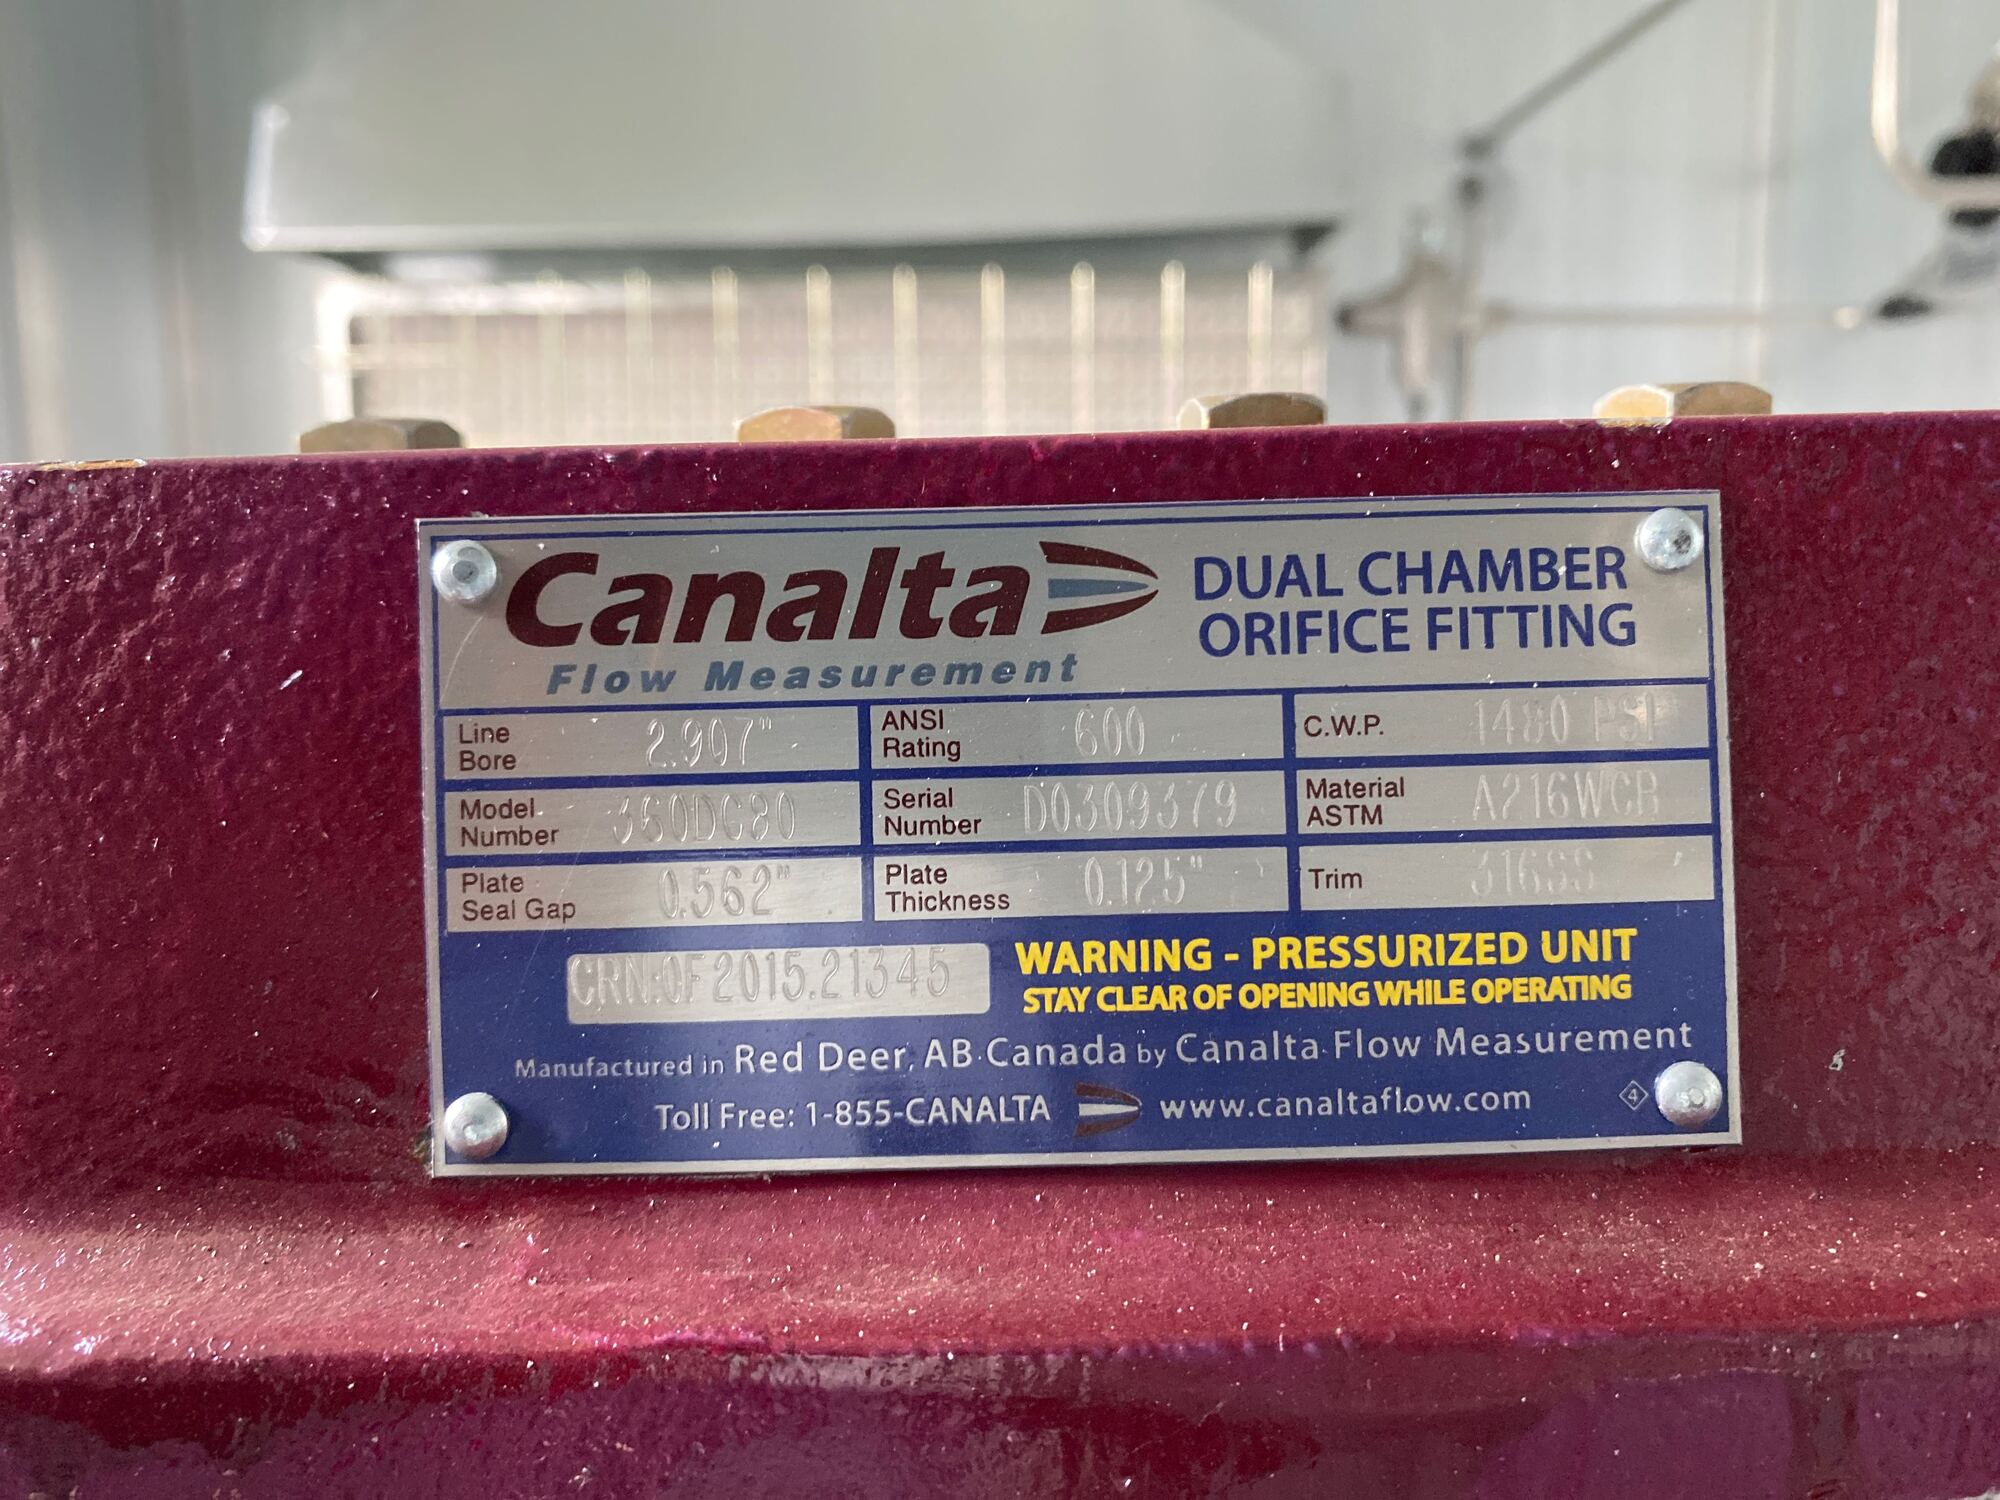 Canalta
Flow Measurement
DUAL CHAMBER
ORIFICE FITTING
Line Bore 2.907"
ANSI Rating 600
C.W.P. 1480 PSI
Model Number 360DC80
Serial Number D0309379
Material ASTM A216WCB
Plate Seal Gap 0.562"
Plate Thickness 0.125"
Trim 316SS
CRN:0F2015.21345
WARNING - PRESSURIZED UNIT
STAY CLEAR OF OPENING WHILE OPERATING
Manufactured in Red Deer, AB Canada by Canalta Flow Measurement
Toll Free: 1-855-CANALTA www.canaltaflow.com
4